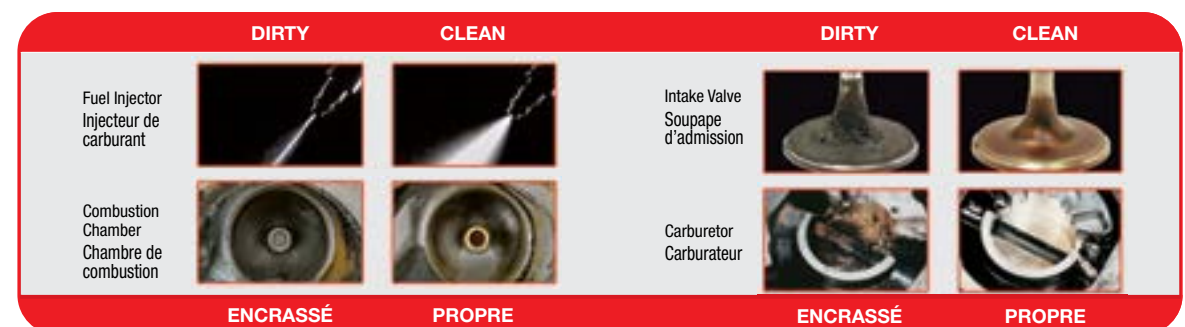 DIRTY CLEAN DIRTY CLEAN
Fuel Injector
Injecteur de
carburant
Intake Valve
Soupape
d'admission
Combustion
Chamber
Chambre de
combustion
Carburetor
Carburateur
ENCRASSÉ PROPRE ENCRASSÉ PROPRE